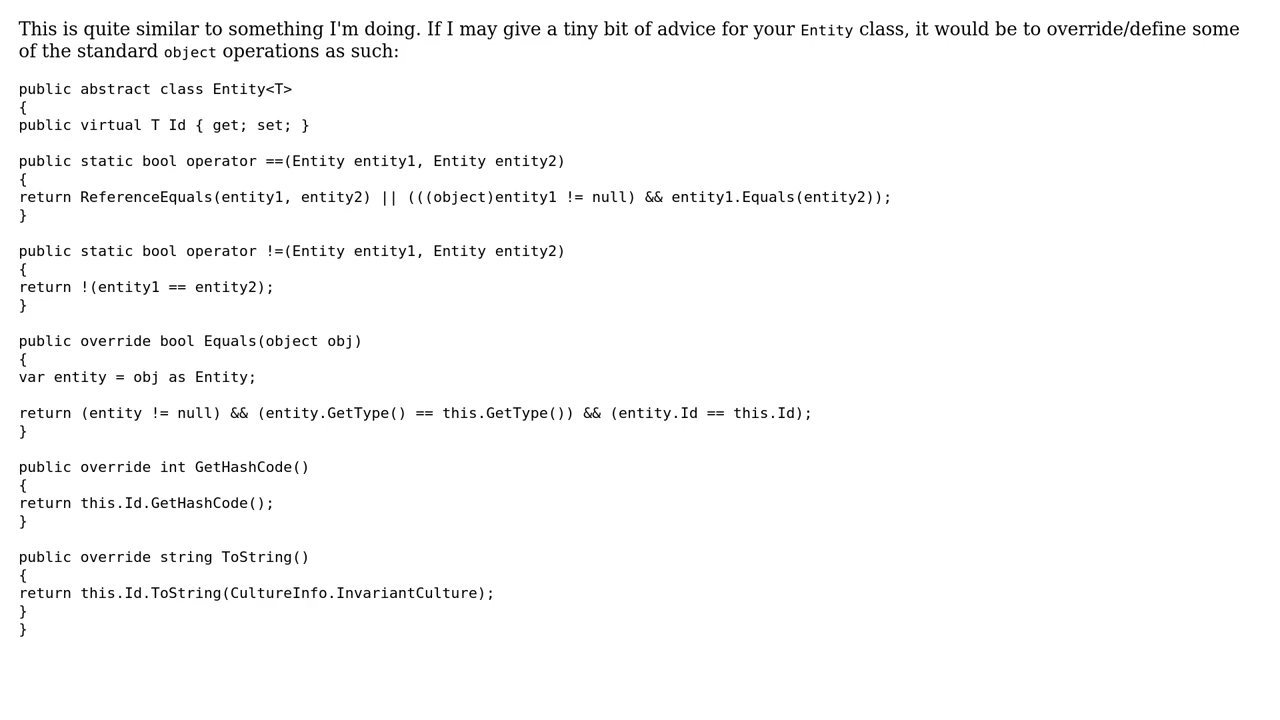 This is quite similar to something I'm doing. If I may give a tiny bit of advice for your Entity class, it would be to override/define some
of the standard object operations as such:
public abstract class Entity<T>
{
public virtual T Id { get; set; }
public static bool operator ==(Entity entity1, Entity entity2)
{
return ReferenceEquals(entity1, entity2) || (((object)entity1 != null) && entity1.Equals(entity2));
}
public static bool operator !=(Entity entity1, Entity entity2)
{
return !(entity1 == entity2);
}
public override bool Equals(object obj)
{
var entity = obj as Entity;
return (entity != null) && (entity.GetType() == this.GetType()) && (entity.Id == this.Id);
}
public override int GetHashCode()
{
return this.Id.GetHashCode();
}
public override string ToString()
{
return this.Id.ToString(CultureInfo.InvariantCulture);
}
}